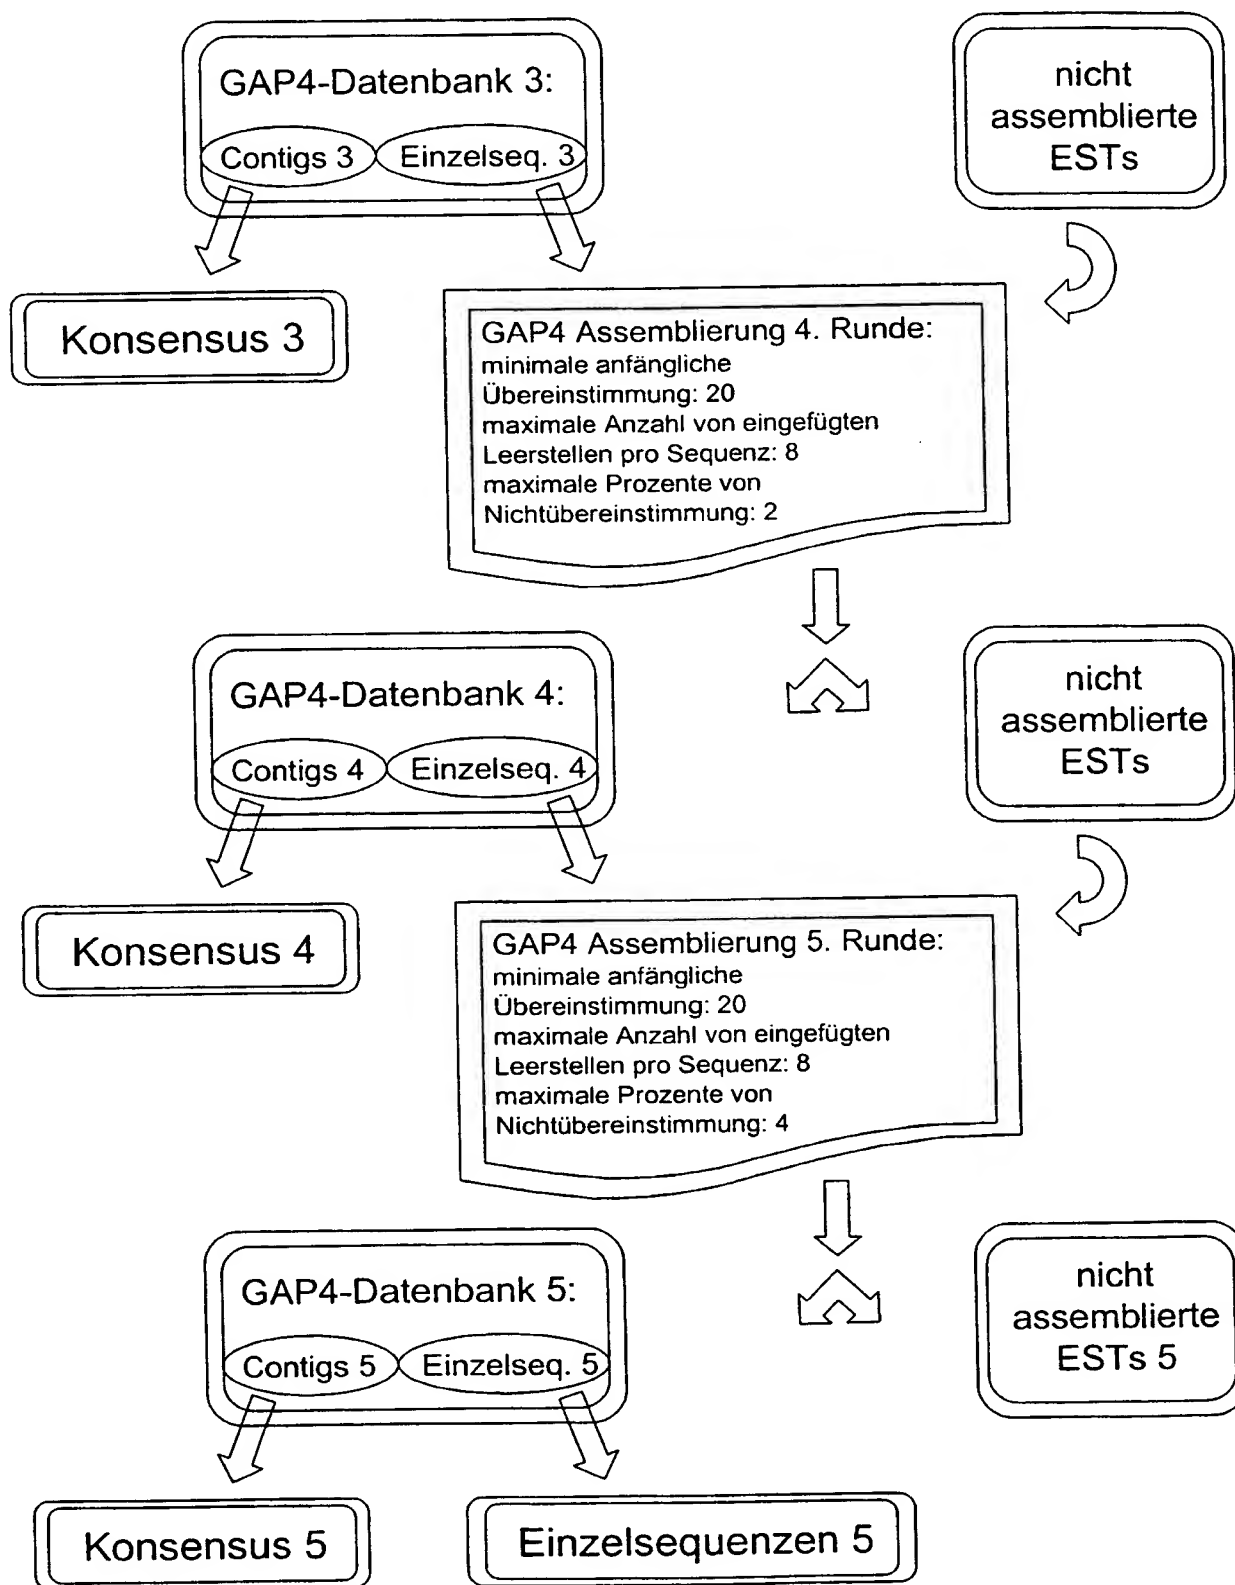 GAP4-Datenbank 3:
Contigs 3
Einzelseq. 3
nicht
assemblierte
ESTs
Konsensus 3
GAP4 Assemblierung 4. Runde:
minimale anfängliche
Übereinstimmung: 20
maximale Anzahl von eingefügten
Leerstellen pro Sequenz: 8
maximale Prozente von
Nichtübereinstimmung: 2
GAP4-Datenbank 4:
Contigs 4
Einzelseq. 4
nicht
assemblierte
ESTs
Konsensus 4
GAP4 Assemblierung 5. Runde:
minimale anfängliche
Übereinstimmung: 20
maximale Anzahl von eingefügten
Leerstellen pro Sequenz: 8
maximale Prozente von
Nichtübereinstimmung: 4
GAP4-Datenbank 5:
Contigs 5
Einzelseq. 5
nicht
assemblierte
ESTs 5
Konsensus 5
Einzelsequenzen 5